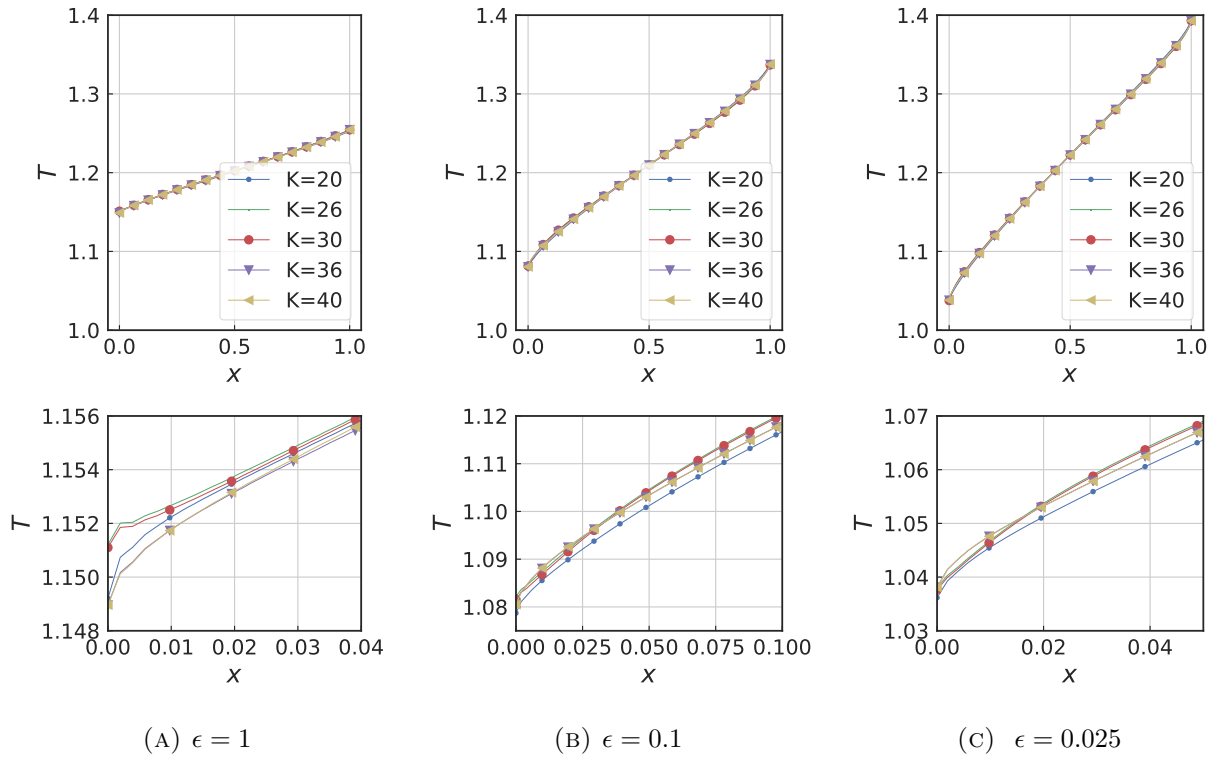 1.4
1.3
1.2
1.1
1.0
T
0.0 0.5 1.0
x
K=20
K=26
K=30
K=36
K=40
1.4
1.3
1.2
1.1
1.0
T
0.0 0.5 1.0
x
K=20
K=26
K=30
K=36
K=40
1.4
1.3
1.2
1.1
1.0
T
0.0 0.5 1.0
x
K=20
K=26
K=30
K=36
K=40
1.156
1.154
1.152
1.150
1.148
T
0.00 0.01 0.02 0.03 0.04
x
1.12
1.11
1.10
1.09
1.08
T
0.000 0.025 0.050 0.075 0.100
x
1.07
1.06
1.05
1.04
1.03
T
0.00 0.02 0.04
x
(A) ϵ = 1
(B) ϵ = 0.1
(C) ϵ = 0.025